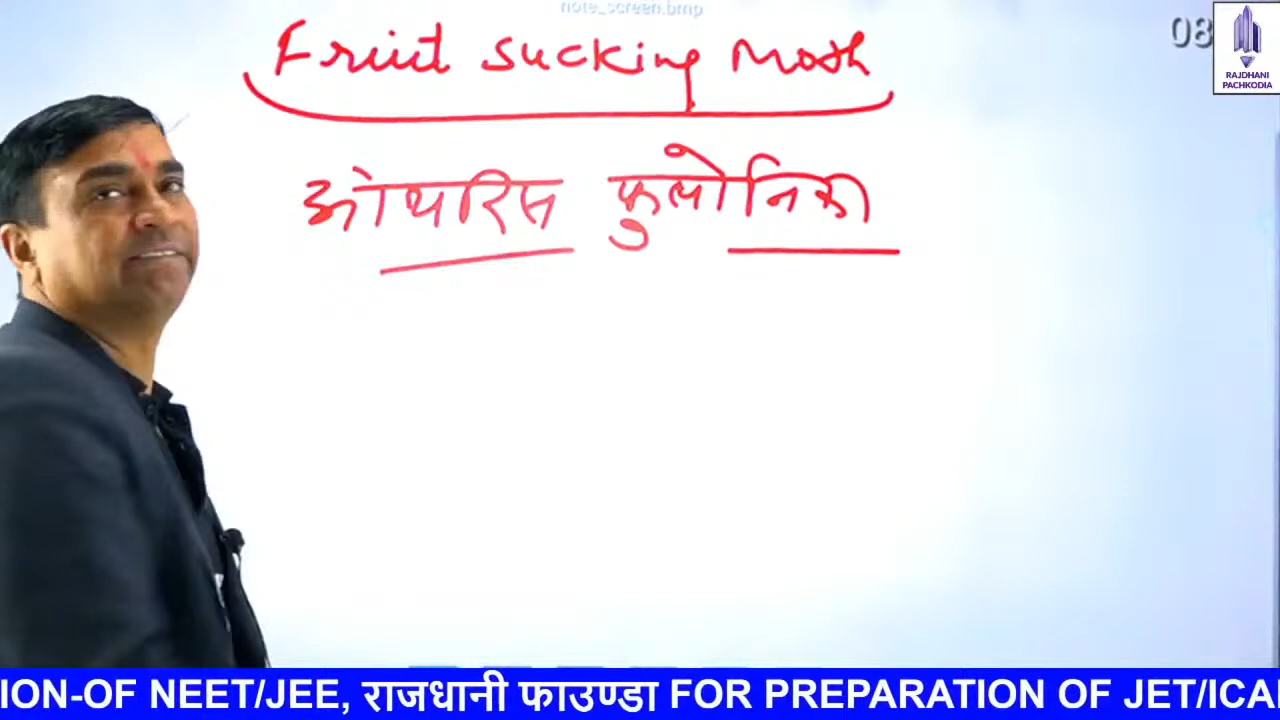 note_screen.bmp
08
RAJDHANI
PACHKODIA
Fruit sucking Moth
ओथरिस फुल्लोनिका
ION-OF NEET/JEE, राजधानी फाउण्डा FOR PREPARATION OF JET/ICA